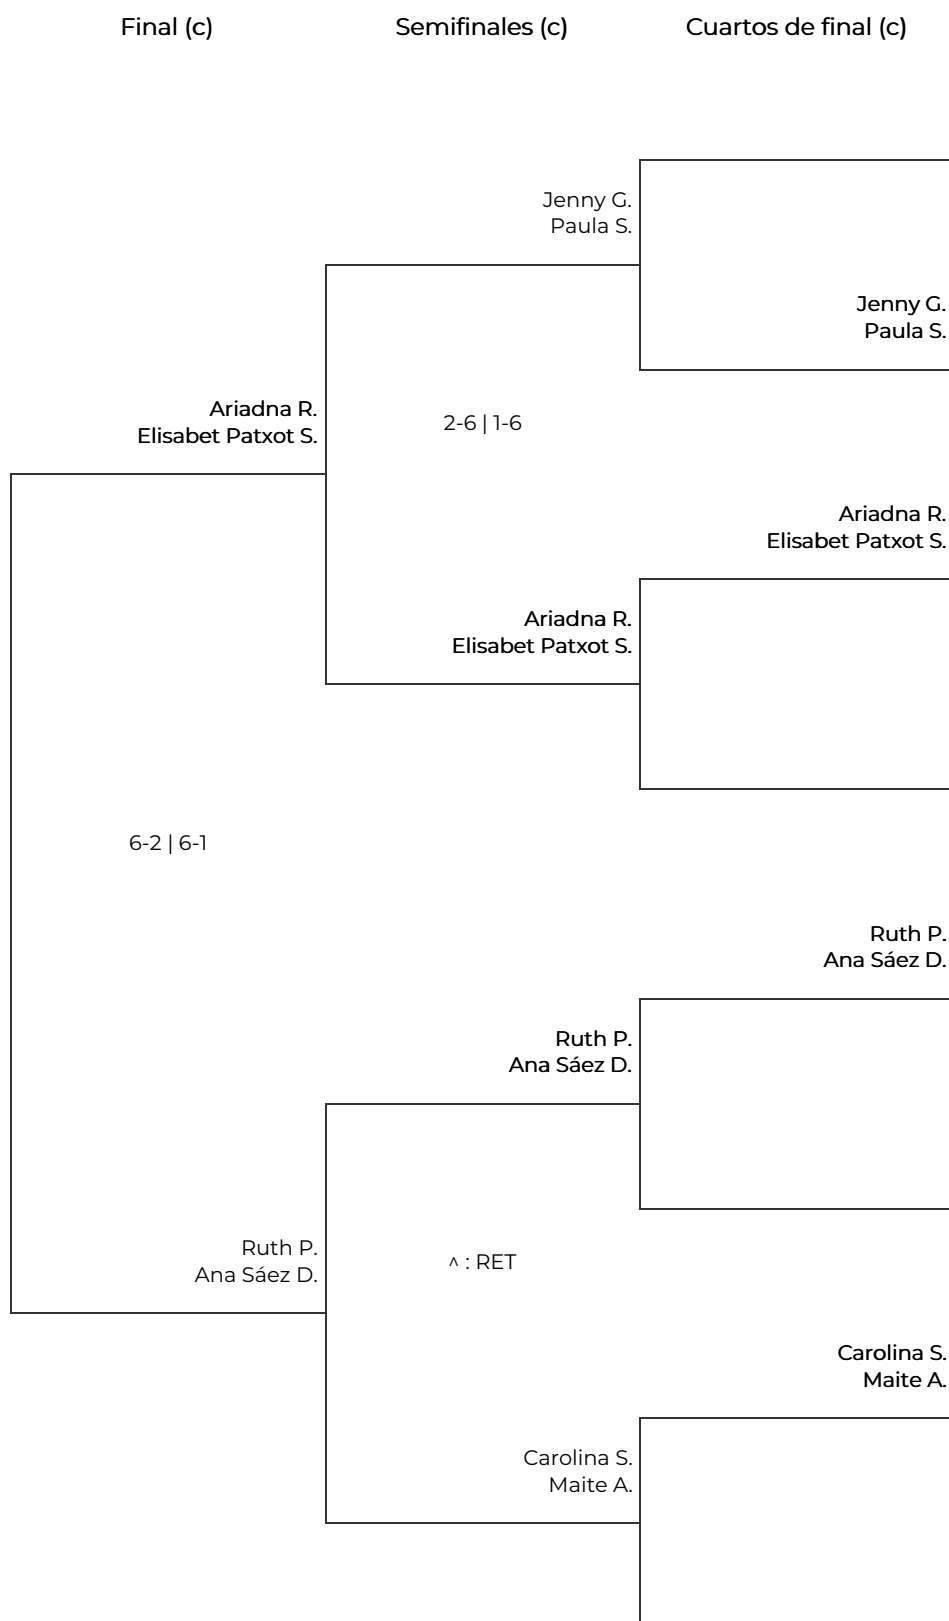 Final (c)
Semifinales (c)
Cuartos de final (c)
Jenny G.
Paula S.
Jenny G.
Paula S.
Ariadna R.
Elisabet Patxot S.
2-6 | 1-6
Ariadna R.
Elisabet Patxot S.
Ariadna R.
Elisabet Patxot S.
6-2 | 6-1
Ruth P.
Ana Sáez D.
Ruth P.
Ana Sáez D.
Ruth P.
Ana Sáez D.
^ : RET
Carolina S.
Maite A.
Carolina S.
Maite A.